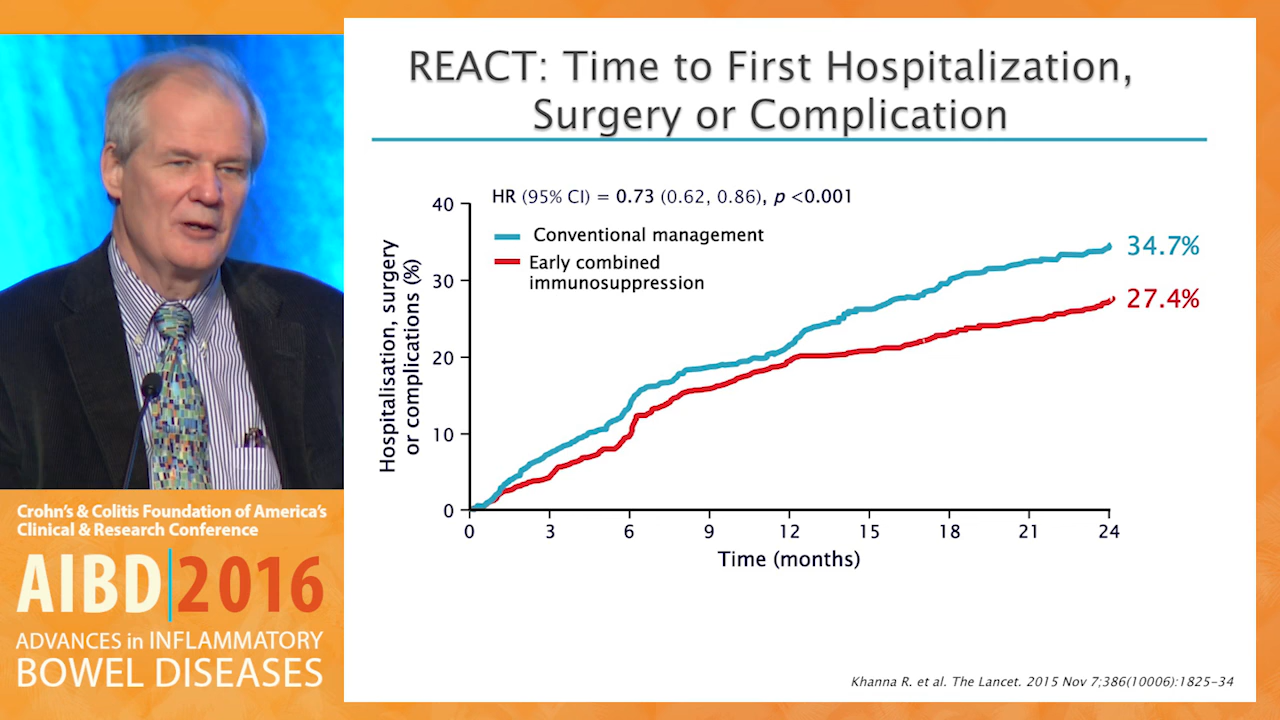 REACT: Time to First Hospitalization,
Surgery or Complication
HR (95% CI) = 0.73 (0.62, 0.86), p <0.001
Conventional management
Early combined
immunosuppression
Hospitalisation, surgery
or complications (%)
40
30
20
10
0
34.7%
27.4%
0 3 6 9 12 15 18 21 24
Time (months)
Khanna R. et al. The Lancet. 2015 Nov 7;386(10006):1825-34
Crohn's & Colitis Foundation of America's
Clinical & Research Conference
AIBD|2016
ADVANCES in INFLAMMATORY
BOWEL DISEASES